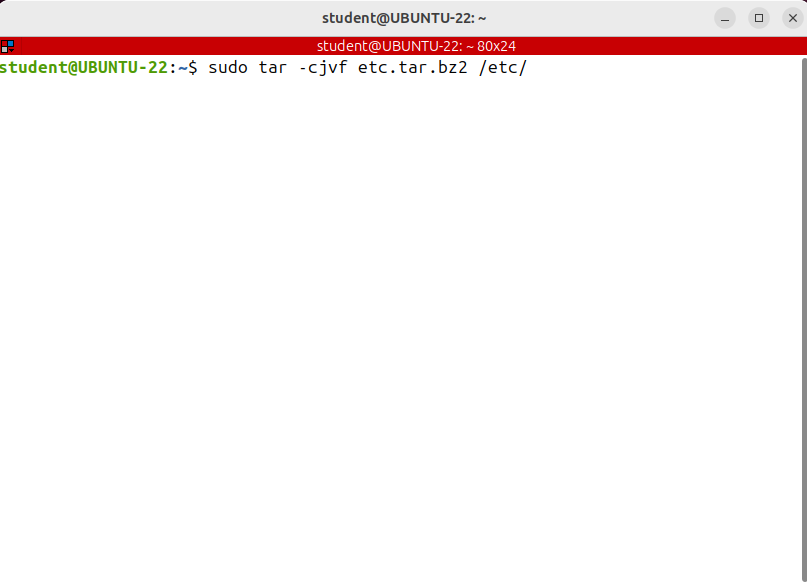 student@UBUNTU-22: ~
student@UBUNTU-22: ~ 80x24
student@UBUNTU-22:~$ sudo tar -cjvf etc.tar.bz2 /etc/